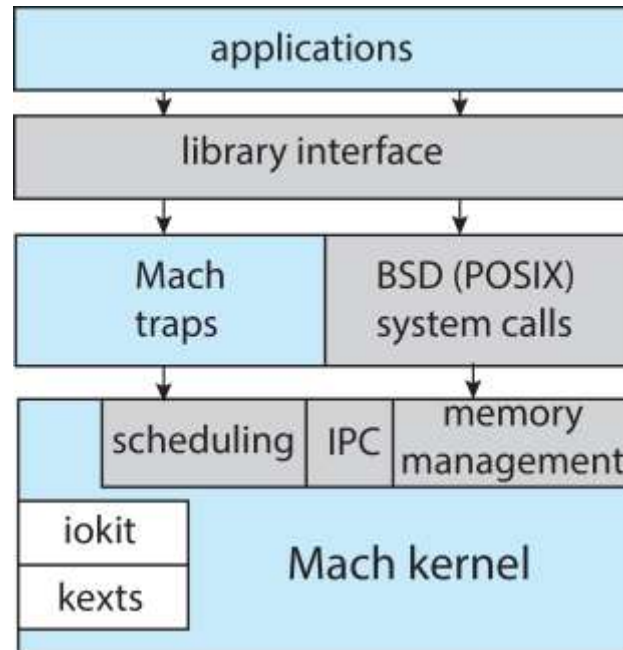 applications
library interface
Mach
traps
BSD (POSIX)
system calls
scheduling
IPC
memory
management
iokit
kexts
Mach kernel